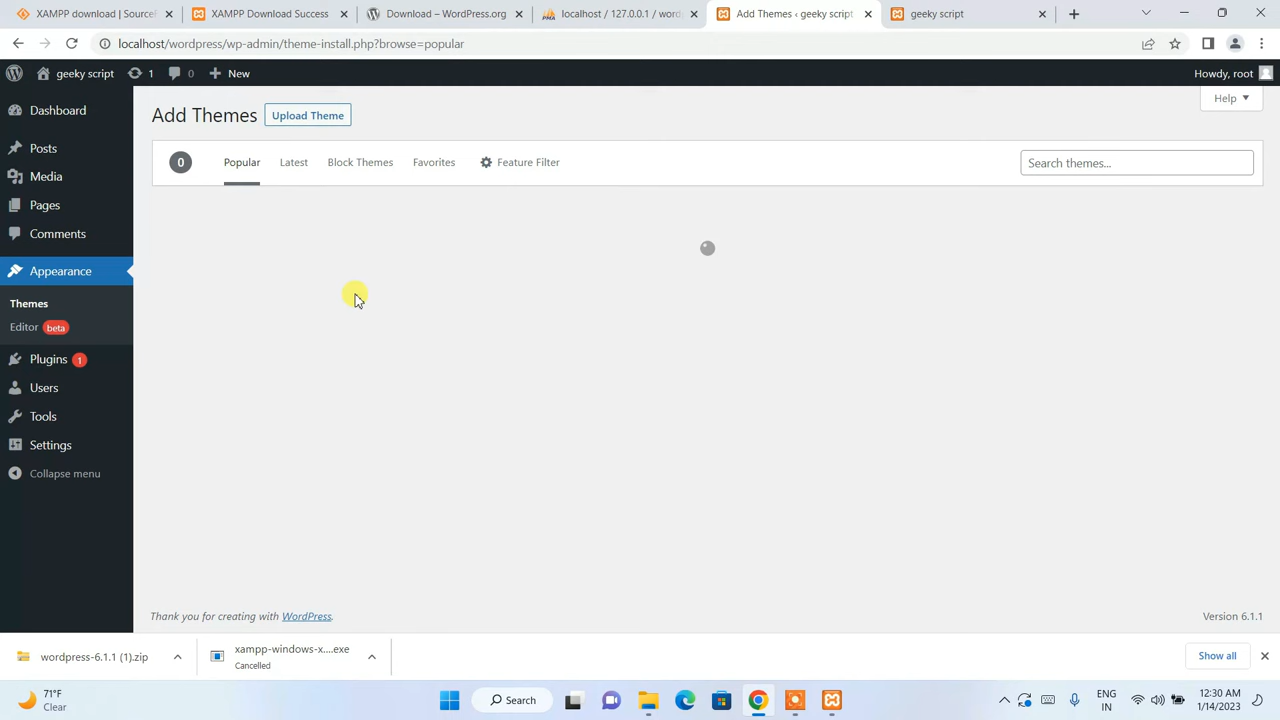 XAMPP download | SourceF
XAMPP Download Success
Download – WordPress.org
localhost / 127.0.0.1 / word
Add Themes ‹ geeky script
geeky script
localhost/wordpress/wp-admin/theme-install.php?browse=popular
geeky script
1
0
New
Howdy, root
Help
Dashboard
Posts
Media
Pages
Comments
Appearance
Themes
Editor beta
Plugins 1
Users
Tools
Settings
Collapse menu
Add Themes
Upload Theme
0
Popular
Latest
Block Themes
Favorites
Feature Filter
Search themes...
Thank you for creating with WordPress.
Version 6.1.1
wordpress-6.1.1 (1).zip
xampp-windows-x....exe
Cancelled
Show all
71°F
Clear
Search
ENG
IN
12:30 AM
1/14/2023